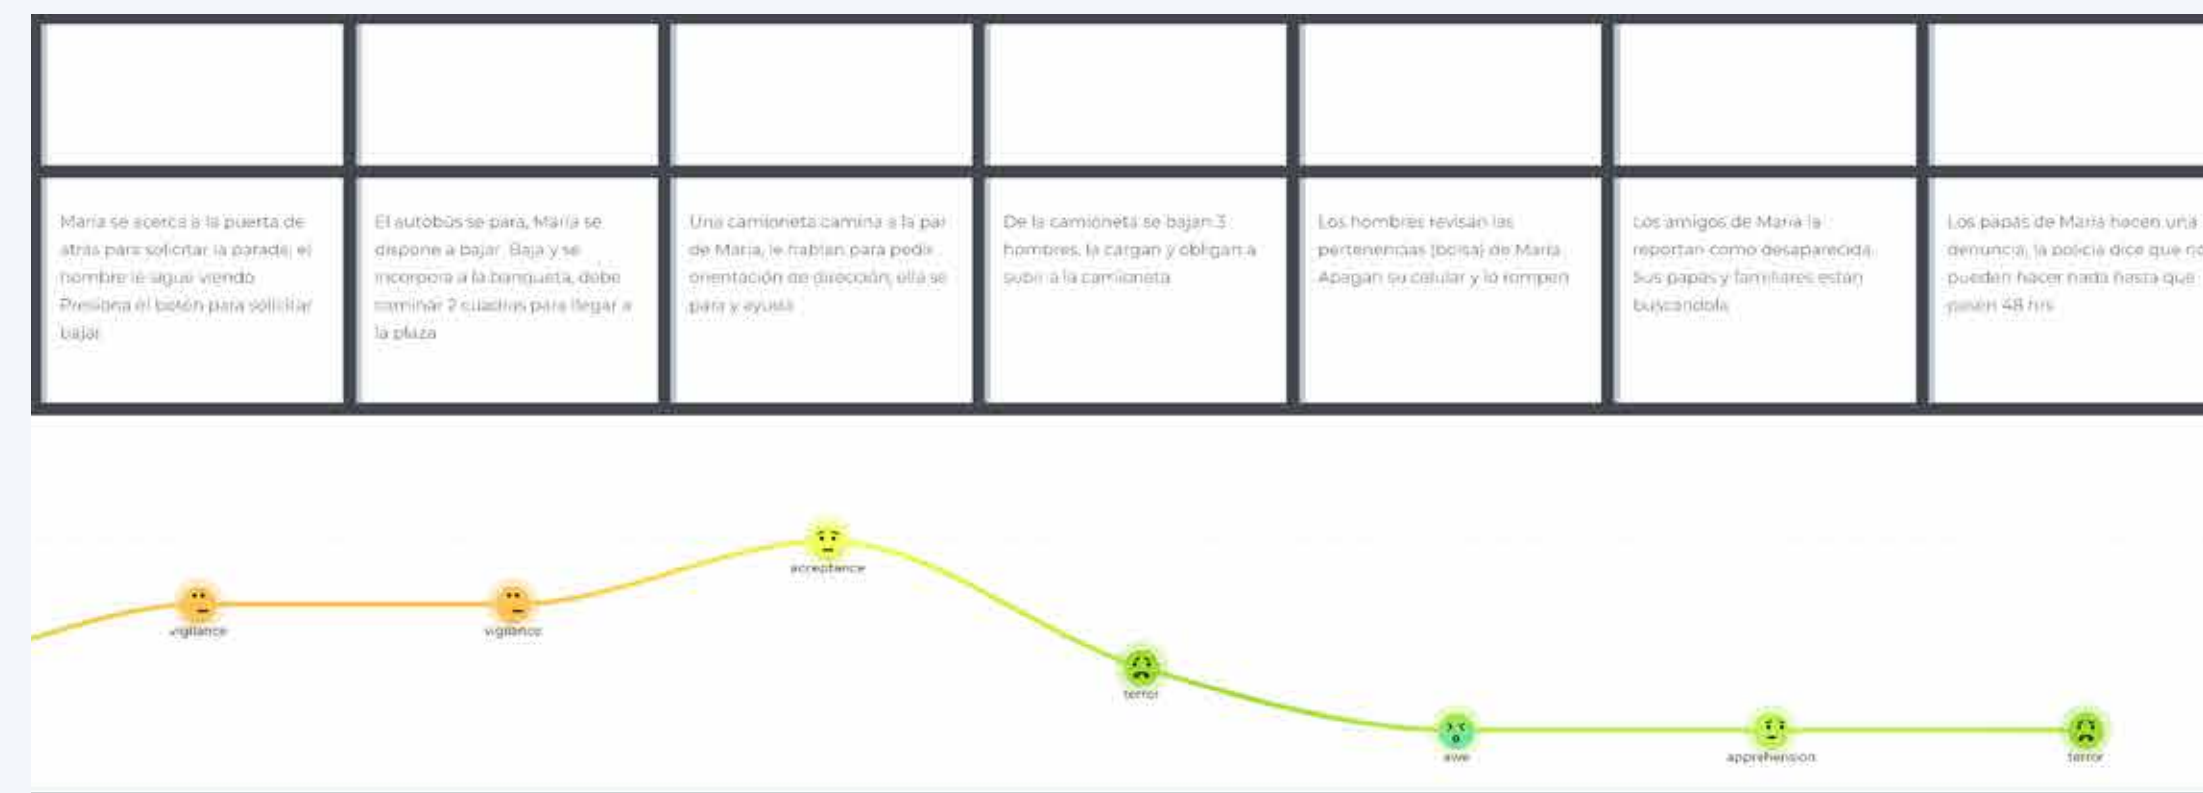 María se acerca a la puerta de
atrás para solicitar la parada; el
hombre le sigue viendo.
Presiona el botón para solicitar
bajar.
El autobús se para, María se
dispone a bajar. Baja y se
incorpora a la banqueta, debe
caminar 2 cuadras para llegar a
la plaza
Una camioneta camina a la par
de María, le hablan para pedir
orientación de dirección, ella se
para y ayuda
De la camioneta se bajan 3
hombres, la cargan y obligan a
subir a la camioneta
Los hombres revisan las
pertenencias (bolsa) de María.
Apagan su celular y lo rompen
Los amigos de María la
reportan como desaparecida.
Sus papás y familiares están
buscandola
Los papás de María hacen una
denuncia, la policía dice que no
pueden hacer nada hasta que
pasen 48 hrs
vigilance
vigilance
acceptance
terror
awe
apprehension
terror